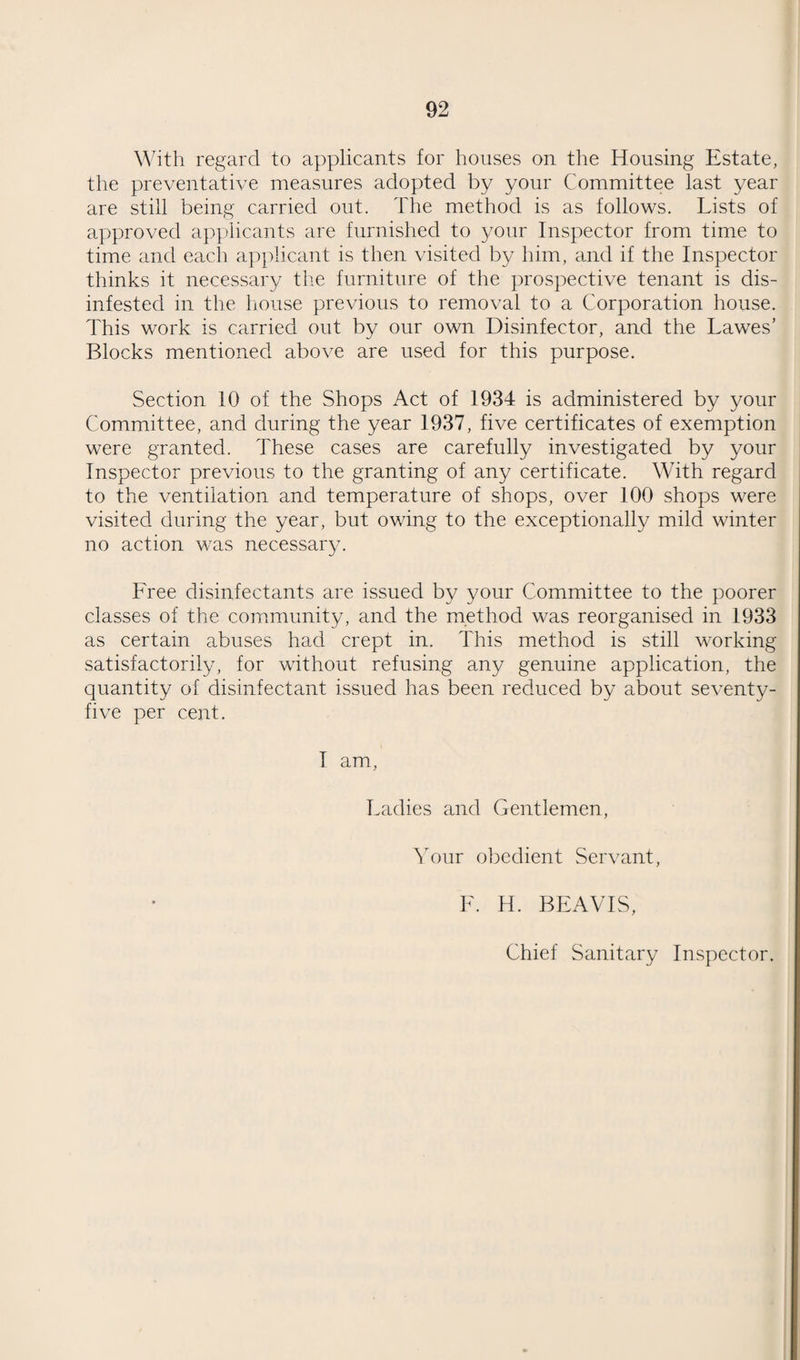 92
With regard to applicants for houses on the Housing Estate,
the preventative measures adopted by your Committee last year
are still being carried out. The method is as follows. Lists of
approved applicants are furnished to your Inspector from time to
time and each applicant is then visited by him, and if the Inspector
thinks it necessary the furniture of the prospective tenant is dis-
infested in the house previous to removal to a Corporation house.
This work is carried out by our own Disinfector, and the Lawes’
Blocks mentioned above are used for this purpose.
Section 10 of the Shops Act of 1934 is administered by your
Committee, and during the year 1937, five certificates of exemption
were granted. These cases are carefully investigated by your
Inspector previous to the granting of any certificate. With regard
to the ventilation and temperature of shops, over 100 shops were
visited during the year, but owing to the exceptionally mild winter
no action was necessary.
Free disinfectants are issued by your Committee to the poorer
classes of the community, and the method was reorganised in 1933
as certain abuses had crept in. This method is still working
satisfactorily, for without refusing any genuine application, the
quantity of disinfectant issued has been reduced by about seventy-
five per cent.
I am,
Ladies and Gentlemen,
Your obedient Servant,
F. H. BEAVIS,
Chief Sanitary Inspector.